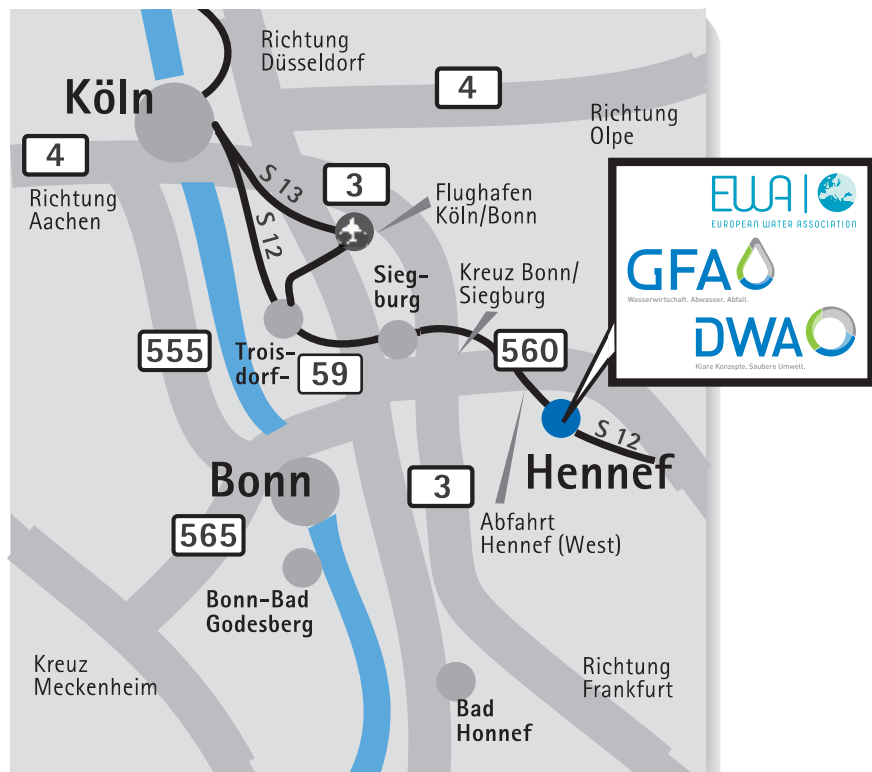 Richtung
Düsseldorf
Köln
4
Richtung
Olpe
4
Richtung
Aachen
S 13
3
S 12
Flughafen
Köln/Bonn
EWA
EUROPEAN WATER ASSOCIATION
GFA
Wasserwirtschaft. Abwasser. Abfall.
DWA
Klare Konzepte. Saubere Umwelt.
Sieg-
burg
Kreuz Bonn/
Siegburg
555
Trois-
dorf-
59
560
S 12
Hennef
Bonn
3
565
Abfahrt
Hennef (West)
Bonn-Bad
Godesberg
Kreuz
Meckenheim
Richtung
Frankfurt
Bad
Honnef